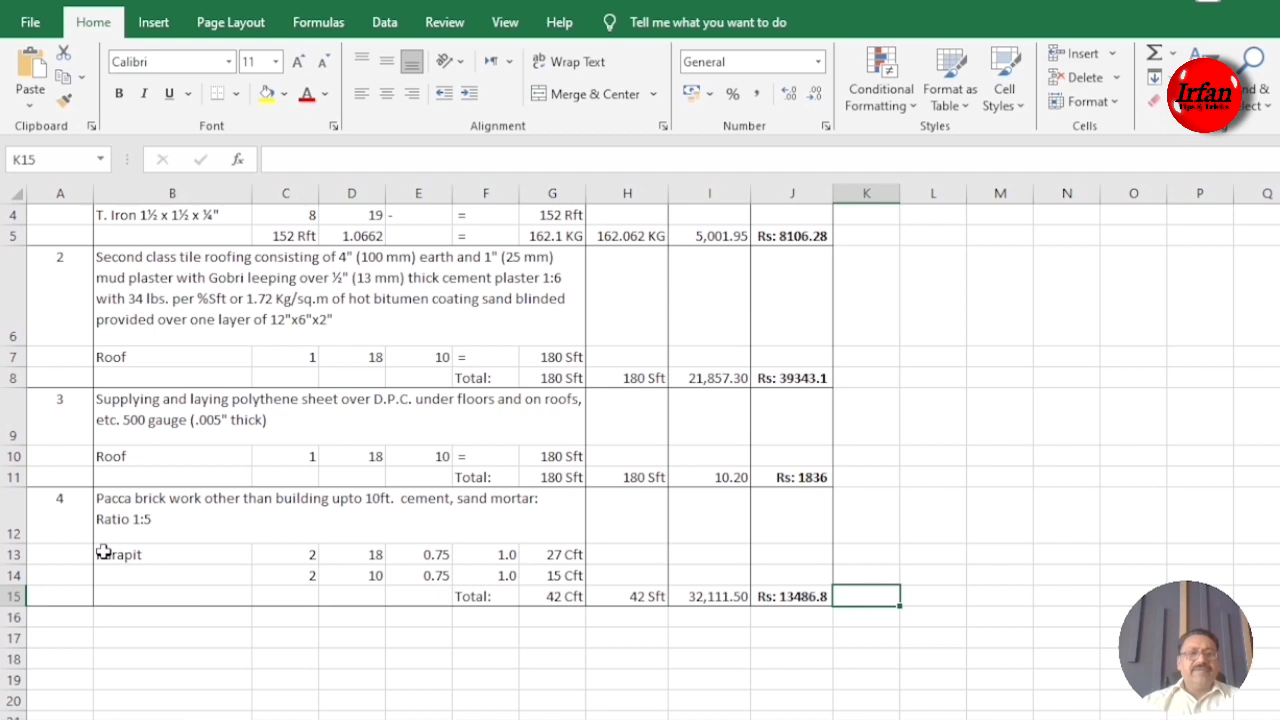 File Home Insert Page Layout Formulas Data Review View Help Tell me what you want to do
Calibri 11 Wrap Text General Insert
Paste Delete
B I U Merge & Center % , Conditional Format as Cell Format
Formatting Table Styles
Clipboard Font Alignment Number Styles Cells
Irfan
Tips & Tricks
K15 fx
A B C D E F G H I J K L M N O P Q
4 T. Iron 1½ x 1½ x ¼" 8 19 - = 152 Rft
5 152 Rft 1.0662 = 162.1 KG 162.062 KG 5,001.95 Rs: 8106.28
2 Second class tile roofing consisting of 4" (100 mm) earth and 1" (25 mm)
mud plaster with Gobri leeping over ½" (13 mm) thick cement plaster 1:6
with 34 lbs. per %Sft or 1.72 Kg/sq.m of hot bitumen coating sand blinded
provided over one layer of 12"x6"x2"
6
7 Roof 1 18 10 = 180 Sft
8 Total: 180 Sft 180 Sft 21,857.30 Rs: 39343.1
3 Supplying and laying polythene sheet over D.P.C. under floors and on roofs,
etc. 500 gauge (.005" thick)
9
10 Roof 1 18 10 = 180 Sft
11 Total: 180 Sft 180 Sft 10.20 Rs: 1836
4 Pacca brick work other than building upto 10ft. cement, sand mortar:
Ratio 1:5
12
13 2 18 0.75 1.0 27 Cft
14 2 10 0.75 1.0 15 Cft
15 Total: 42 Cft 42 Sft 32,111.50 Rs: 13486.8
16
17
18
19
20